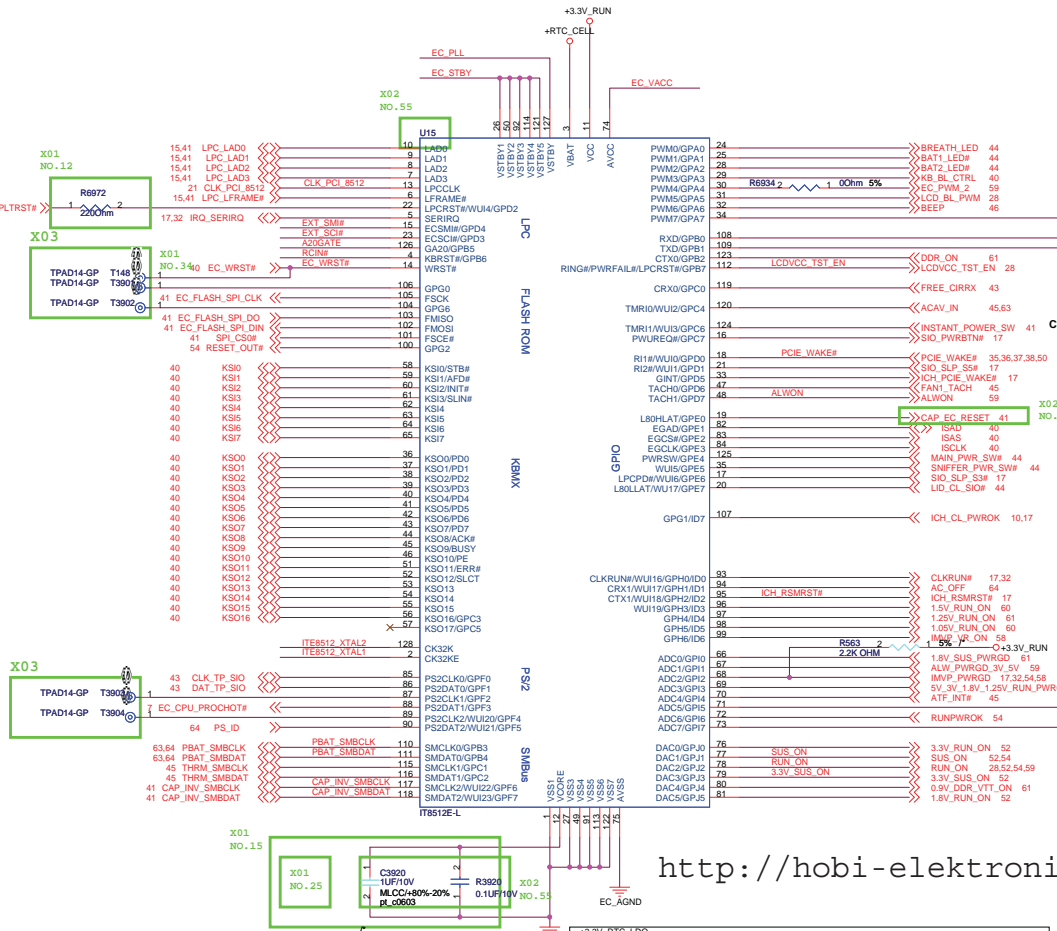 +3.3V_RUN
+RTC_CELL
EC_PLL
EC_STBY
EC_VACC
X02
NO.55
U15
26 50 92 114 121 127 3 11 74
VSTBY1 VSTBY2 VSTBY3 VSTBY4 VSTBY5 VSTBY VBAT VCC AVCC
15,41 LPC_LAD0 10 LAD0
15,41 LPC_LAD1 9 LAD1
15,41 LPC_LAD2 8 LAD2
15,41 LPC_LAD3 7 LAD3
21 CLK_PCI_8512 CLK_PCI_8512 13 LPCCLK
15,41 LPC_LFRAME# 6 LFRAME#
X01
NO.12
R6972
PLTRST# 1 2 22 LPCRST#/WUI4/GPD2
220Ohm
17,32 IRQ_SERIRQ 5 SERIRQ
EXT_SMI# 15 ECSMI#/GPD4
EXT_SCI# 23 ECSCI#/GPD3
A20GATE 126 GA20/GPB5
RCIN# 4 KBRST#/GPB6
40 EC_WRST# EC_WRST# 14 WRST#
LPC
X03
X01
NO.34
TPAD14-GP T148 1
TPAD14-GP 1
TPAD14-GP T3902 1
106 GPG0
41 EC_FLASH_SPI_CLK 105 FSCK
104 GPG6
41 EC_FLASH_SPI_DO 103 FMISO
41 EC_FLASH_SPI_DIN 102 FMOSI
41 SPI_CS0# 101 FSCE#
54 RESET_OUT# 100 GPG2
FLASH ROM
40 KSI0 58 KSI0/STB#
40 KSI1 59 KSI1/AFD#
40 KSI2 60 KSI2/INIT#
40 KSI3 61 KSI3/SLIN#
40 KSI4 62 KSI4
40 KSI5 63 KSI5
40 KSI6 64 KSI6
40 KSI7 65 KSI7
40 KSO0 36 KSO0/PD0
40 KSO1 37 KSO1/PD1
40 KSO2 38 KSO2/PD2
40 KSO3 39 KSO3/PD3
40 KSO4 40 KSO4/PD4
40 KSO5 41 KSO5/PD5
40 KSO6 42 KSO6/PD6
40 KSO7 43 KSO7/PD7
40 KSO8 44 KSO8/ACK#
40 KSO9 45 KSO9/BUSY
40 KSO10 46 KSO10/PE
40 KSO11 51 KSO11/ERR#
40 KSO12 52 KSO12/SLCT
40 KSO13 53 KSO13
40 KSO14 54 KSO14
40 KSO15 55 KSO15
40 KSO16 56 KSO16/GPC3
57 KSO17/GPC5
KBMX
ITE8512_XTAL2 128 CK32K
ITE8512_XTAL1 2 CK32KE
X03
TPAD14-GP 1
TPAD14-GP T3904 1
43 CLK_TP_SIO 85 PS2CLK0/GPF0
43 DAT_TP_SIO 86 PS2DAT0/GPF1
87 PS2CLK1/GPF2
7 EC_CPU_PROCHOT# 88 PS2DAT1/GPF3
89 PS2CLK2/WUI20/GPF4
64 PS_ID 90 PS2DAT2/WUI21/GPF5
PS/2
63,64 PBAT_SMBCLK PBAT_SMBCLK 110 SMCLK0/GPB3
63,64 PBAT_SMBDAT PBAT_SMBDAT 111 SMDAT0/GPB4
45 THRM_SMBCLK 115 SMCLK1/GPC1
45 THRM_SMBDAT 116 SMDAT1/GPC2
41 CAP_INV_SMBCLK CAP_INV_SMBCLK 117 SMCLK2/WUI22/GPF6
41 CAP_INV_SMBDAT CAP_INV_SMBDAT 118 SMDAT2/WUI23/GPF7
SMBus
IT8512E-L
PWM0/GPA0 24 BREATH_LED 44
PWM1/GPA1 25 BAT1_LED# 44
PWM2/GPA2 28 BAT2_LED# 44
PWM3/GPA3 29 KB_BL_CTRL 40
PWM4/GPA4 30 R6934 2 1 0Ohm 5% EC_PWM_2 59
PWM5/GPA5 31 LCD_BL_PWM 28
PWM6/GPA6 32 BEEP 46
PWM7/GPA7 34
RXD/GPB0 108
TXD/GPB1 109
CTX0/GPB2 123 DDR_ON 61
RING#/PWRFAIL#/LPCRST#/GPB7 112 LCDVCC_TST_EN LCDVCC_TST_EN 28
CRX0/GPC0 119 FREE_CIRRX 43
TMRI0/WUI2/GPC4 120 ACAV_IN 45,63
TMRI1/WUI3/GPC6 124 INSTANT_POWER_SW 41
PWUREQ#/GPC7 16 SIO_PWRBTN# 17
C
RI1#/WUI0/GPD0 18 PCIE_WAKE# PCIE_WAKE# 35,36,37,38,50
RI2#/WUI1/GPD1 21 SIO_SLP_S5# 17
GINT/GPD5 33 ICH_PCIE_WAKE# 17
TACH0/GPD6 47 FAN1_TACH 45
TACH1/GPD7 48 ALWON ALWON 59
X02
NO.
L80HLAT/GPE0 19 CAP_EC_RESET 41
EGAD/GPE1 82 ISAD 40
EGCS#/GPE2 83 ISAS 40
EGCLK/GPE3 84 ISCLK 40
PWRSW/GPE4 125 MAIN_PWR_SW# 44
WUI5/GPE5 35 SNIFFER_PWR_SW# 44
LPCPD#/WUI6/GPE6 17 SIO_SLP_S3# 17
L80LLAT/WUI7/GPE7 20 LID_CL_SIO# 44
GPIO
GPG1/ID7 107 ICH_CL_PWROK 10,17
CLKRUN#/WUI16/GPH0/ID0 93 CLKRUN# 17,32
CRX1/WUI17/GPH1/ID1 94 AC_OFF 64
CTX1/WUI18/GPH2/ID2 95 ICH_RSMRST# ICH_RSMRST# 17
WUI19/GPH3/ID3 96 1.5V_RUN_ON 60
GPH4/ID4 97 1.25V_RUN_ON 61
GPH5/ID5 98 1.05V_RUN_ON 60
GPH6/ID6 99 IMVP_VR_ON 58
R563 2 1 5% /* +3.3V_RUN
2.2K OHM
ADC0/GPI0 66 1.8V_SUS_PWRGD 61
ADC1/GPI1 67 ALW_PWRGD_3V_5V 59
ADC2/GPI2 68 IMVP_PWRGD 17,32,54,58
ADC3/GPI3 69 5V_3V_1.8V_1.25V_RUN_PWRG
ADC4/GPI4 70 ATF_INT# 45
ADC5/GPI5 71
ADC6/GPI6 72 RUNPWROK 54
ADC7/GPI7 73
DAC0/GPJ0 76 3.3V_RUN_ON 52
DAC1/GPJ1 77 SUS_ON SUS_ON 52,54
DAC2/GPJ2 78 RUN_ON RUN_ON 28,52,54,59
DAC3/GPJ3 79 3.3V_SUS_ON 3.3V_SUS_ON 52
DAC4/GPJ4 80 0.9V_DDR_VTT_ON 61
DAC5/GPJ5 81 1.8V_RUN_ON 52
VSS1 VCORE VSS3 VSS4 VSS5 VSS6 VSS7 AVSS
1 12 27 49 91 113 122 75
X01
NO.15
X01
NO.25
C3920
1UF/10V
MLCC/+80%-20%
pt_c0603
R3920
0.1UF/10V
X02
NO.55
EC_AGND
http://hobi-elektroni
+3.3V_RTC_LDO